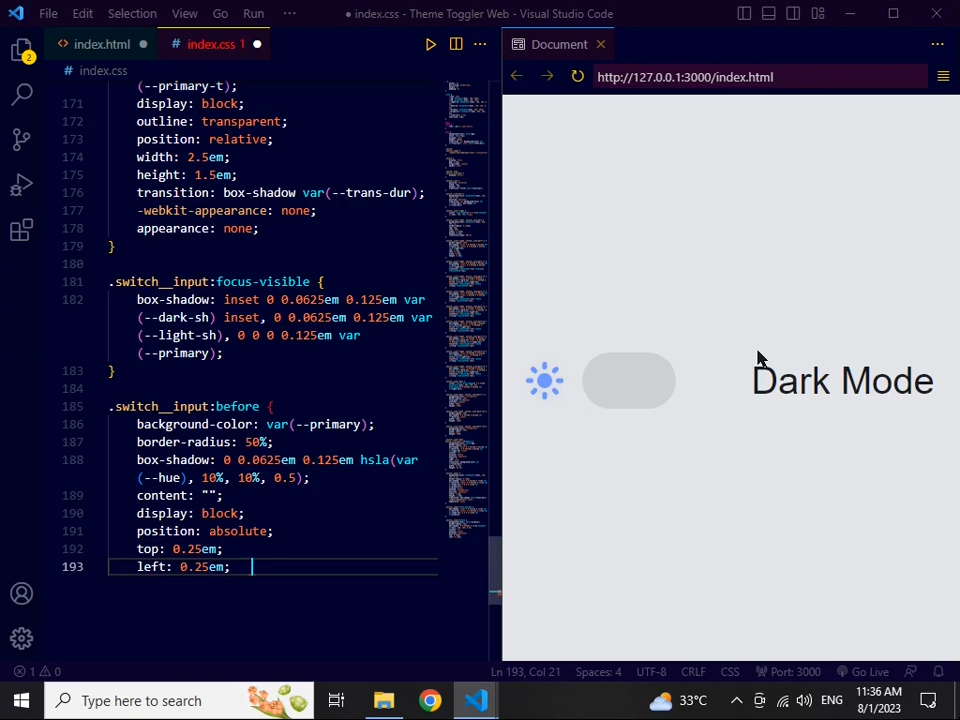 File Edit Selection View Go Run ··· ● index.css - Theme Toggler Web - Visual Studio Code
<> index.html ● # index.css 1 ●
Document ×
# index.css
http://127.0.0.1:3000/index.html
2
(--primary-t);
171 display: block;
172 outline: transparent;
173 position: relative;
174 width: 2.5em;
175 height: 1.5em;
176 transition: box-shadow var(--trans-dur);
177 -webkit-appearance: none;
178 appearance: none;
179 }
180
181 .switch__input:focus-visible {
182 box-shadow: inset 0 0.0625em 0.125em var
(--dark-sh) inset, 0 0.0625em 0.125em var
(--light-sh), 0 0 0 0.125em var
(--primary);
183 }
184
185 .switch__input:before {
186 background-color: var(--primary);
187 border-radius: 50%;
188 box-shadow: 0 0.0625em 0.125em hsla(var
(--hue), 10%, 10%, 0.5);
189 content: "";
190 display: block;
191 position: absolute;
192 top: 0.25em;
193 left: 0.25em;
Dark Mode
1 0 Ln 193, Col 21 Spaces: 4 UTF-8 CRLF CSS Port: 3000 Go Live
Type here to search
33°C ENG 11:36 AM
8/1/2023